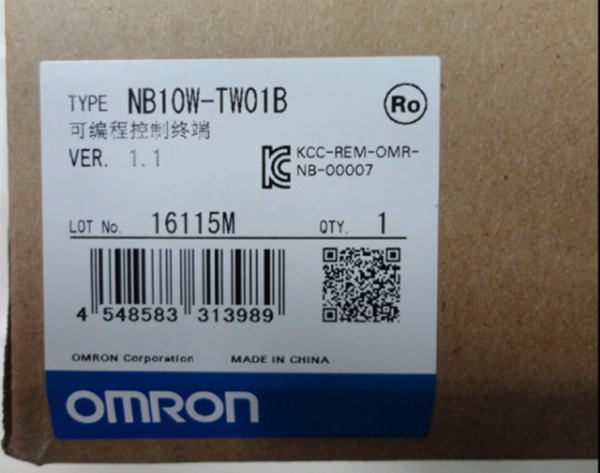 TYPE NB10W-TW01B
Ro
可编程控制终端
VER. 1.1
KCC-REM-OMR-
NB-00007
LOT No. 16115M QTY. 1
4 548583 313989
OMRON Corporation MADE IN CHINA
OMRON